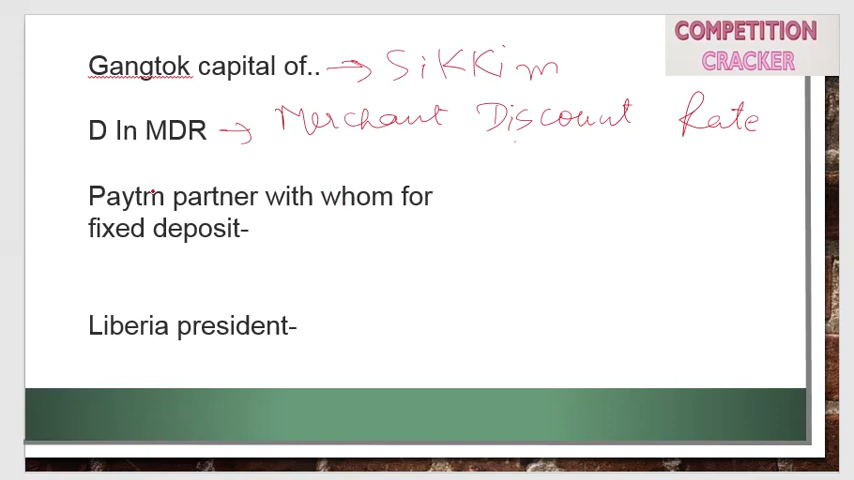 COMPETITION
CRACKER
Gangtok capital of.. → Sikkim
D In MDR → Merchant Discount Rate
Paytm partner with whom for
fixed deposit-
Liberia president-